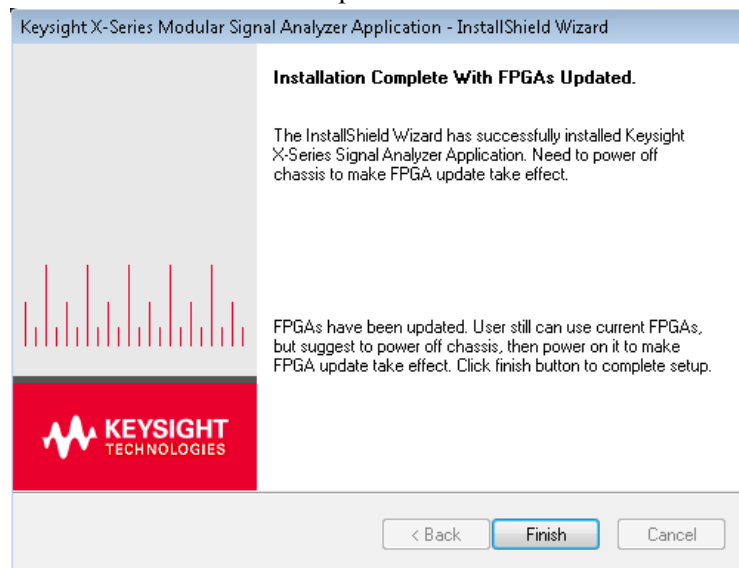 Keysight X-Series Modular Signal Analyzer Application - InstallShield Wizard
Installation Complete With FPGAs Updated.
The InstallShield Wizard has successfully installed Keysight
X-Series Signal Analyzer Application. Need to power off
chassis to make FPGA update take effect.
FPGAs have been updated. User still can use current FPGAs,
but suggest to power off chassis, then power on it to make
FPGA update take effect. Click finish button to complete setup.
KEYSIGHT
TECHNOLOGIES
< Back
Finish
Cancel